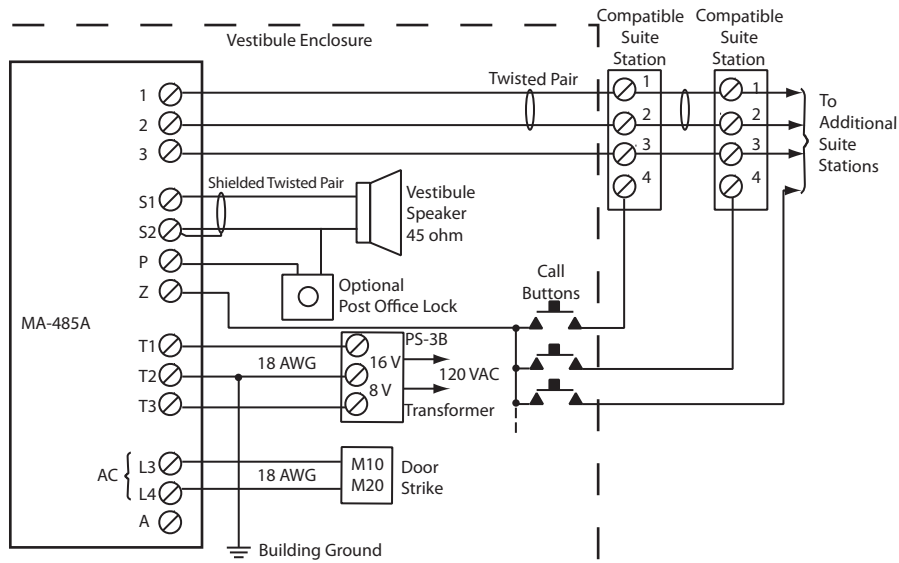 Vestibule Enclosure
Compatible
Suite
Station
Compatible
Suite
Station
Twisted Pair
1
2
3
1
2
3
4
1
2
3
4
To
Additional
Suite
Stations
S1
S2
P
Z
Shielded Twisted Pair
Vestibule
Speaker
45 ohm
Optional
Post Office Lock
Call
Buttons
MA-485A
T1
T2
T3
18 AWG
16 V
8 V
PS-3B
120 VAC
Transformer
AC
L3
L4
A
18 AWG
M10
M20
Door
Strike
Building Ground